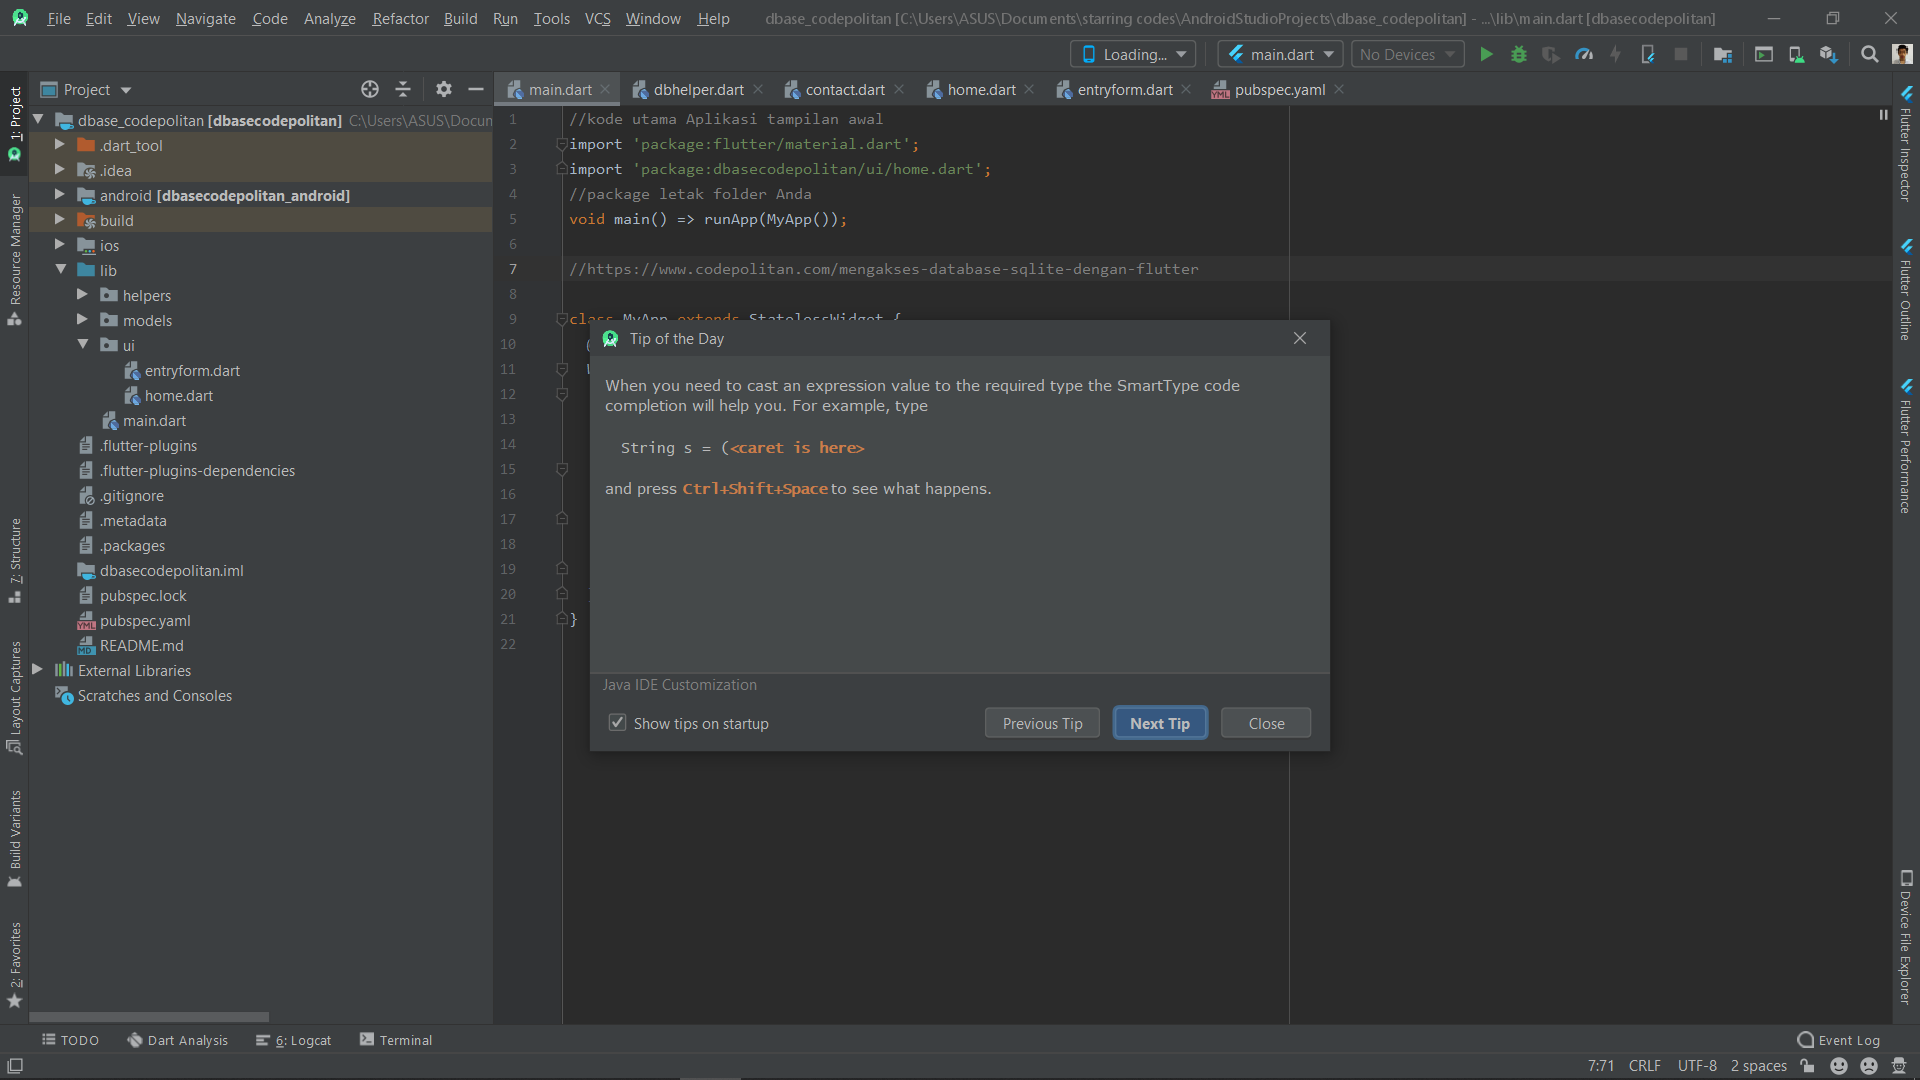 File Edit View Navigate Code Analyze Refactor Build Run Tools VCS Window Help dbase_codepolitan [C:\Users\ASUS\Documents\starring codes\AndroidStudioProjects\dbase_codepolitan] - ...\lib\main.dart [dbasecodepolitan]
Loading... main.dart No Devices
Project
main.dart dbhelper.dart contact.dart home.dart entryform.dart pubspec.yaml
1: Project
Resource Manager
7: Structure
Layout Captures
Build Variants
2: Favorites
dbase_codepolitan [dbasecodepolitan] C:\Users\ASUS\Docun
.dart_tool
.idea
android [dbasecodepolitan_android]
build
ios
lib
helpers
models
ui
entryform.dart
home.dart
main.dart
.flutter-plugins
.flutter-plugins-dependencies
.gitignore
.metadata
.packages
dbasecodepolitan.iml
pubspec.lock
pubspec.yaml
README.md
External Libraries
Scratches and Consoles
1 //kode utama Aplikasi tampilan awal
2 import 'package:flutter/material.dart';
3 import 'package:dbasecodepolitan/ui/home.dart';
4 //package letak folder Anda
5 void main() => runApp(MyApp());
6
7 //https://www.codepolitan.com/mengakses-database-sqlite-dengan-flutter
8
9 class MyApp extends StatelessWidget {
10
11
12
13
14
15
16
17
18
19
20
21 }
22
Tip of the Day
When you need to cast an expression value to the required type the SmartType code
completion will help you. For example, type
String s = (<caret is here>
and press Ctrl+Shift+Space to see what happens.
Java IDE Customization
Show tips on startup
Previous Tip Next Tip Close
Flutter Inspector
Flutter Outline
Flutter Performance
Device File Explorer
TODO Dart Analysis 6: Logcat Terminal Event Log
7:71 CRLF UTF-8 2 spaces